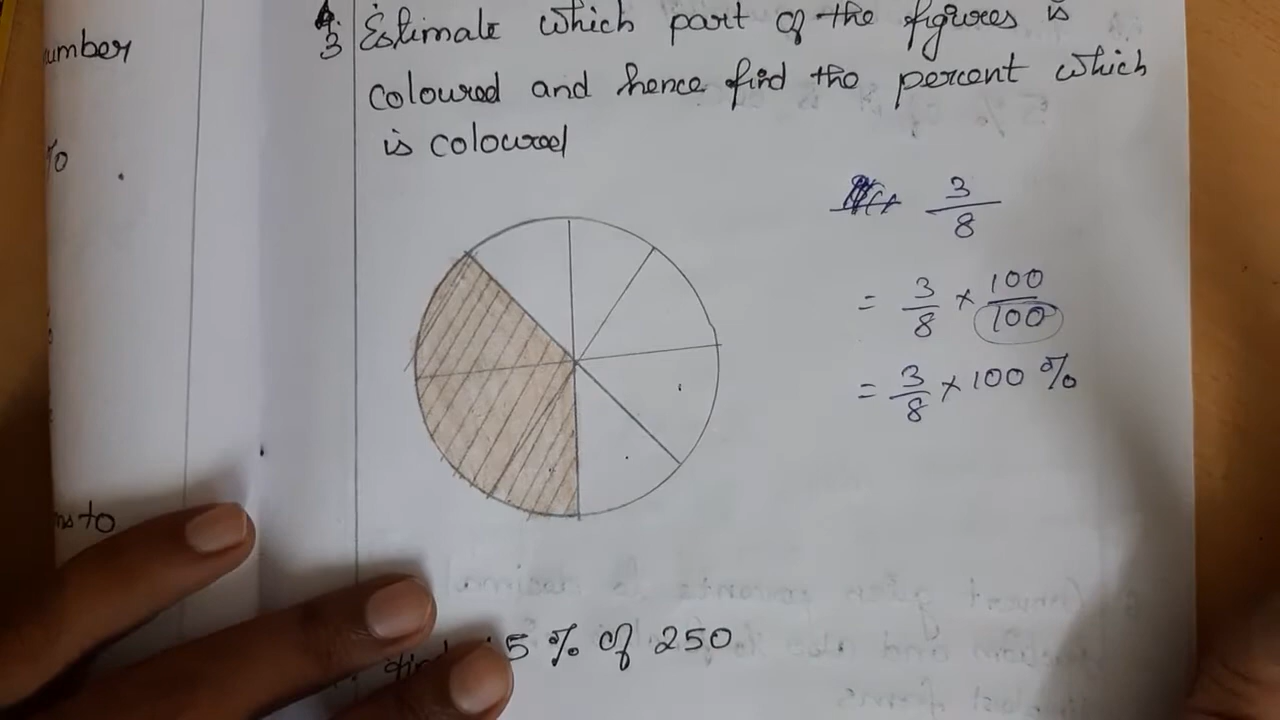 umber
%
ns to
3 Estimate which part of the figures is
coloured and hence find the percent which
is coloured
3/8
= 3/8 × 100/100
= 3/8 × 100 %
5 % of 250